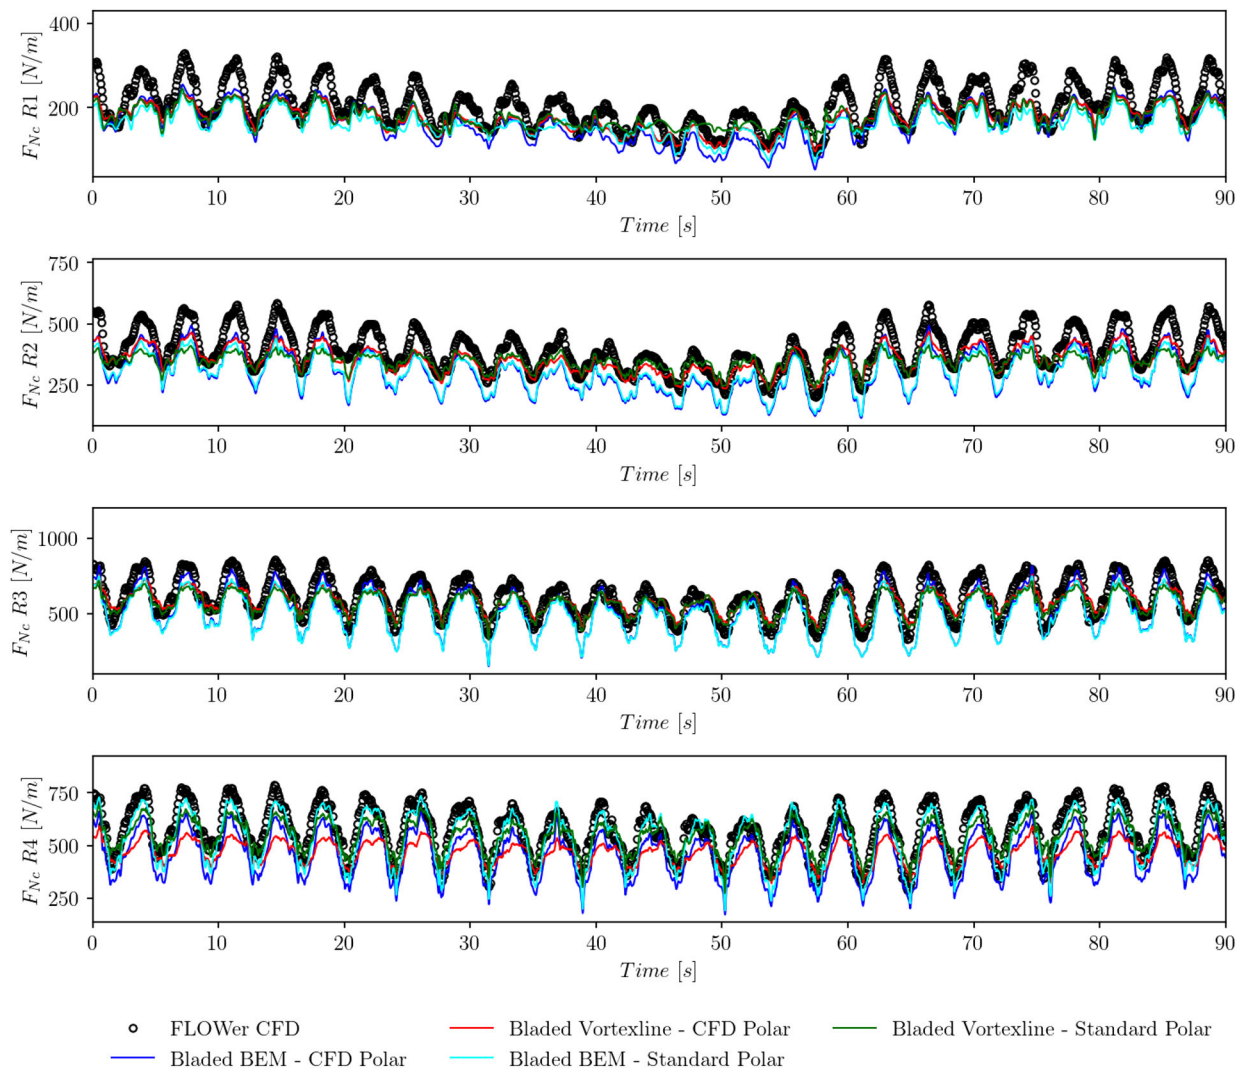 400
200
F_Nc R1 [N/m]
0 10 20 30 40 50 60 70 80 90
Time [s]
750
500
250
F_Nc R2 [N/m]
0 10 20 30 40 50 60 70 80 90
Time [s]
1000
500
F_Nc R3 [N/m]
0 10 20 30 40 50 60 70 80 90
Time [s]
750
500
250
F_Nc R4 [N/m]
0 10 20 30 40 50 60 70 80 90
Time [s]
FLOWer CFD
Bladed Vortexline - CFD Polar
Bladed Vortexline - Standard Polar
Bladed BEM - CFD Polar
Bladed BEM - Standard Polar